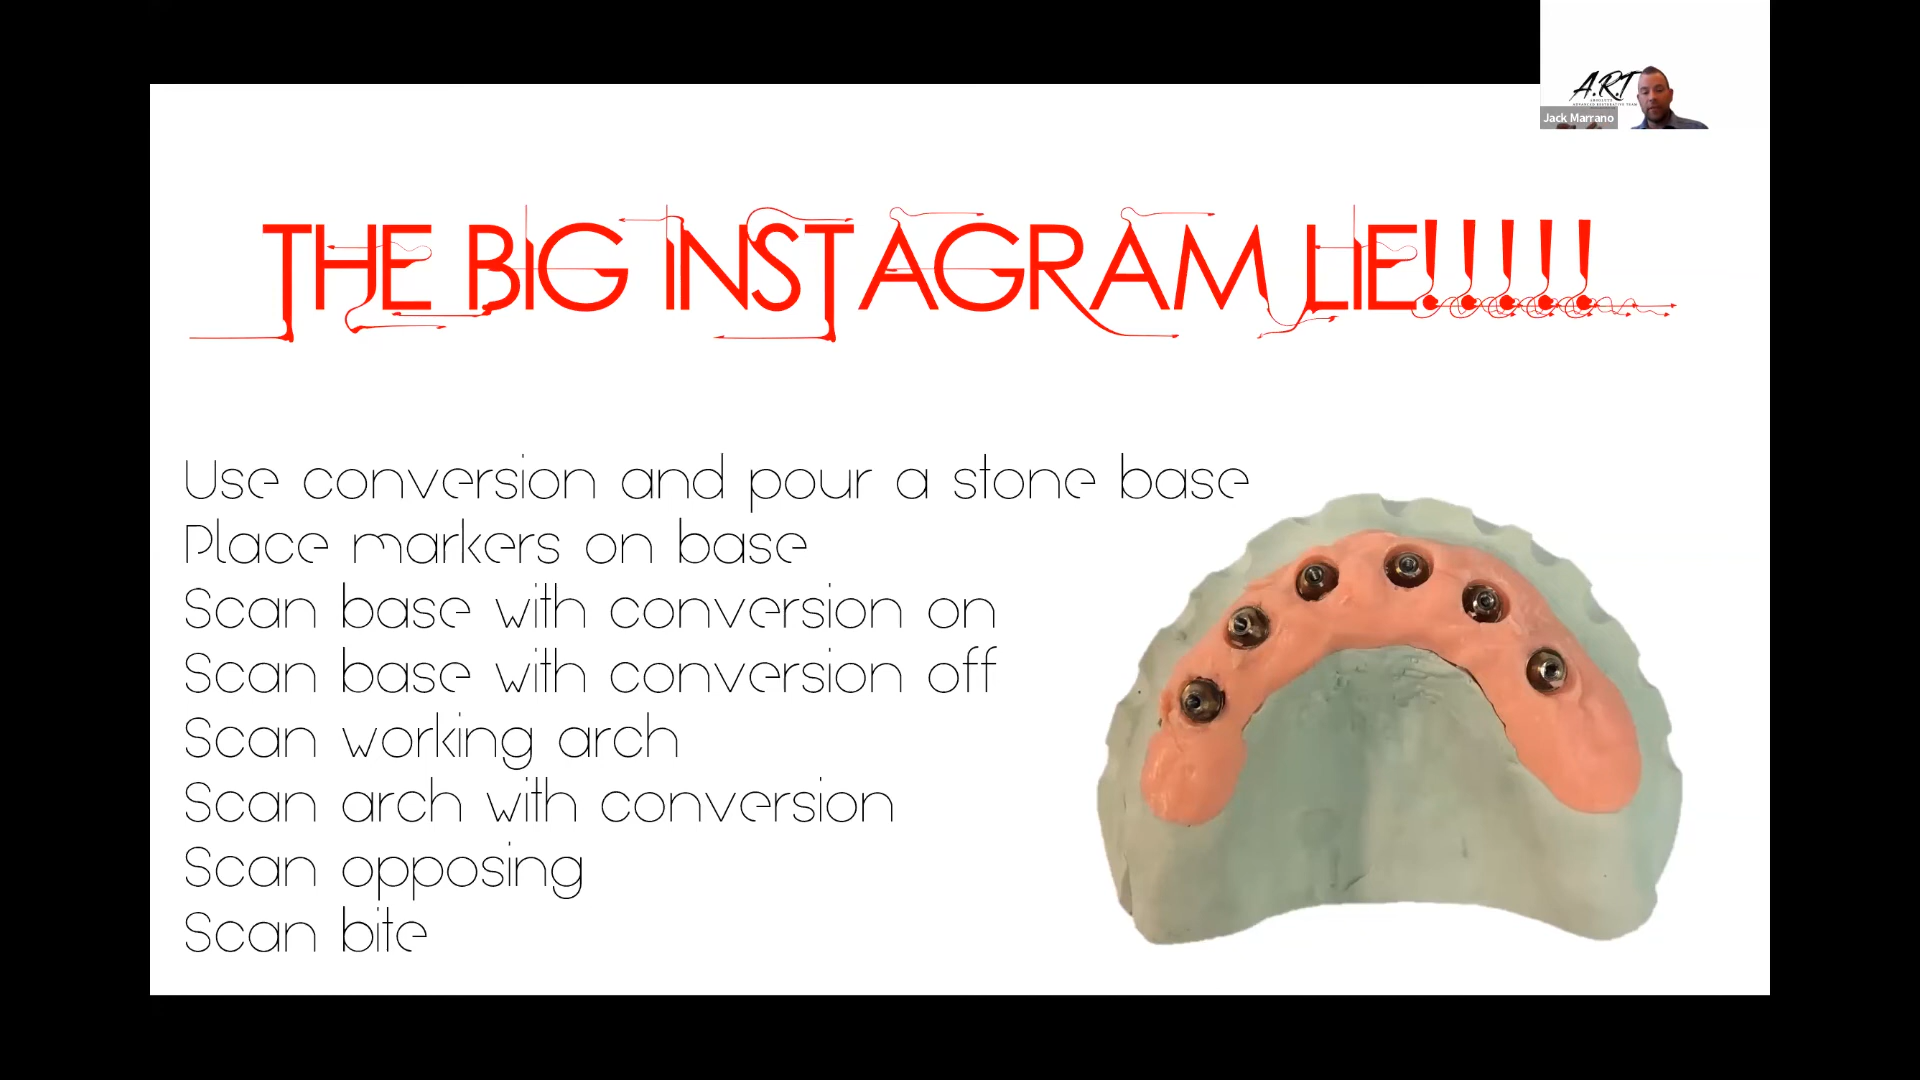 A.R.T
Jack Marrano
THE BIG INSTAGRAM LIE!!!!!
Use conversion and pour a stone base
Place markers on base
Scan base with conversion on
Scan base with conversion off
Scan working arch
Scan arch with conversion
Scan opposing
Scan bite